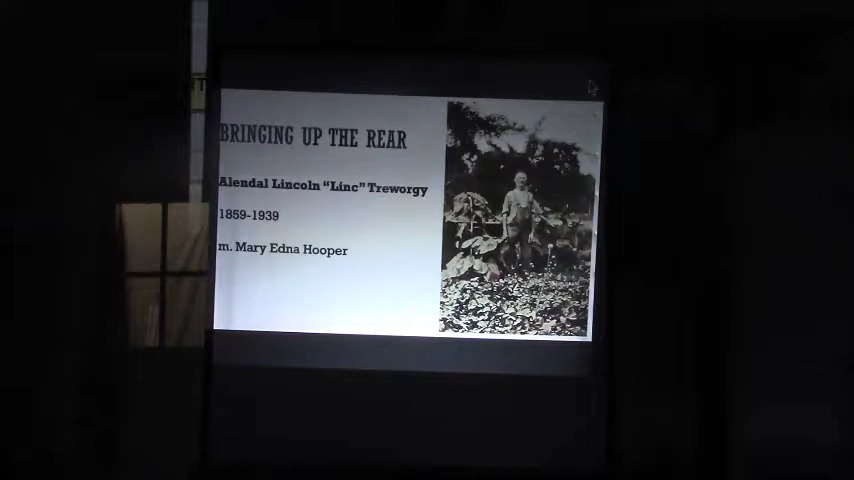 BRINGING UP THE REAR
Alendal Lincoln “Linc” Treworgy
1859-1939
m. Mary Edna Hooper